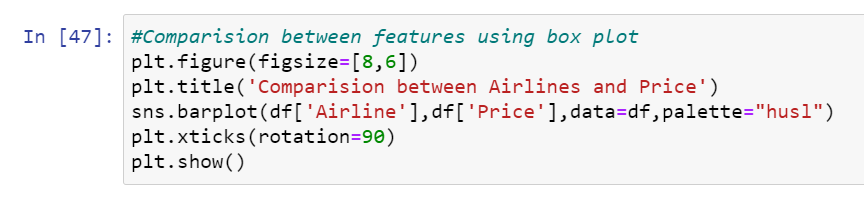 In [47]: #Comparision between features using box plot
plt.figure(figsize=[8,6])
plt.title('Comparision between Airlines and Price')
sns.barplot(df['Airline'],df['Price'],data=df,palette="husl")
plt.xticks(rotation=90)
plt.show()